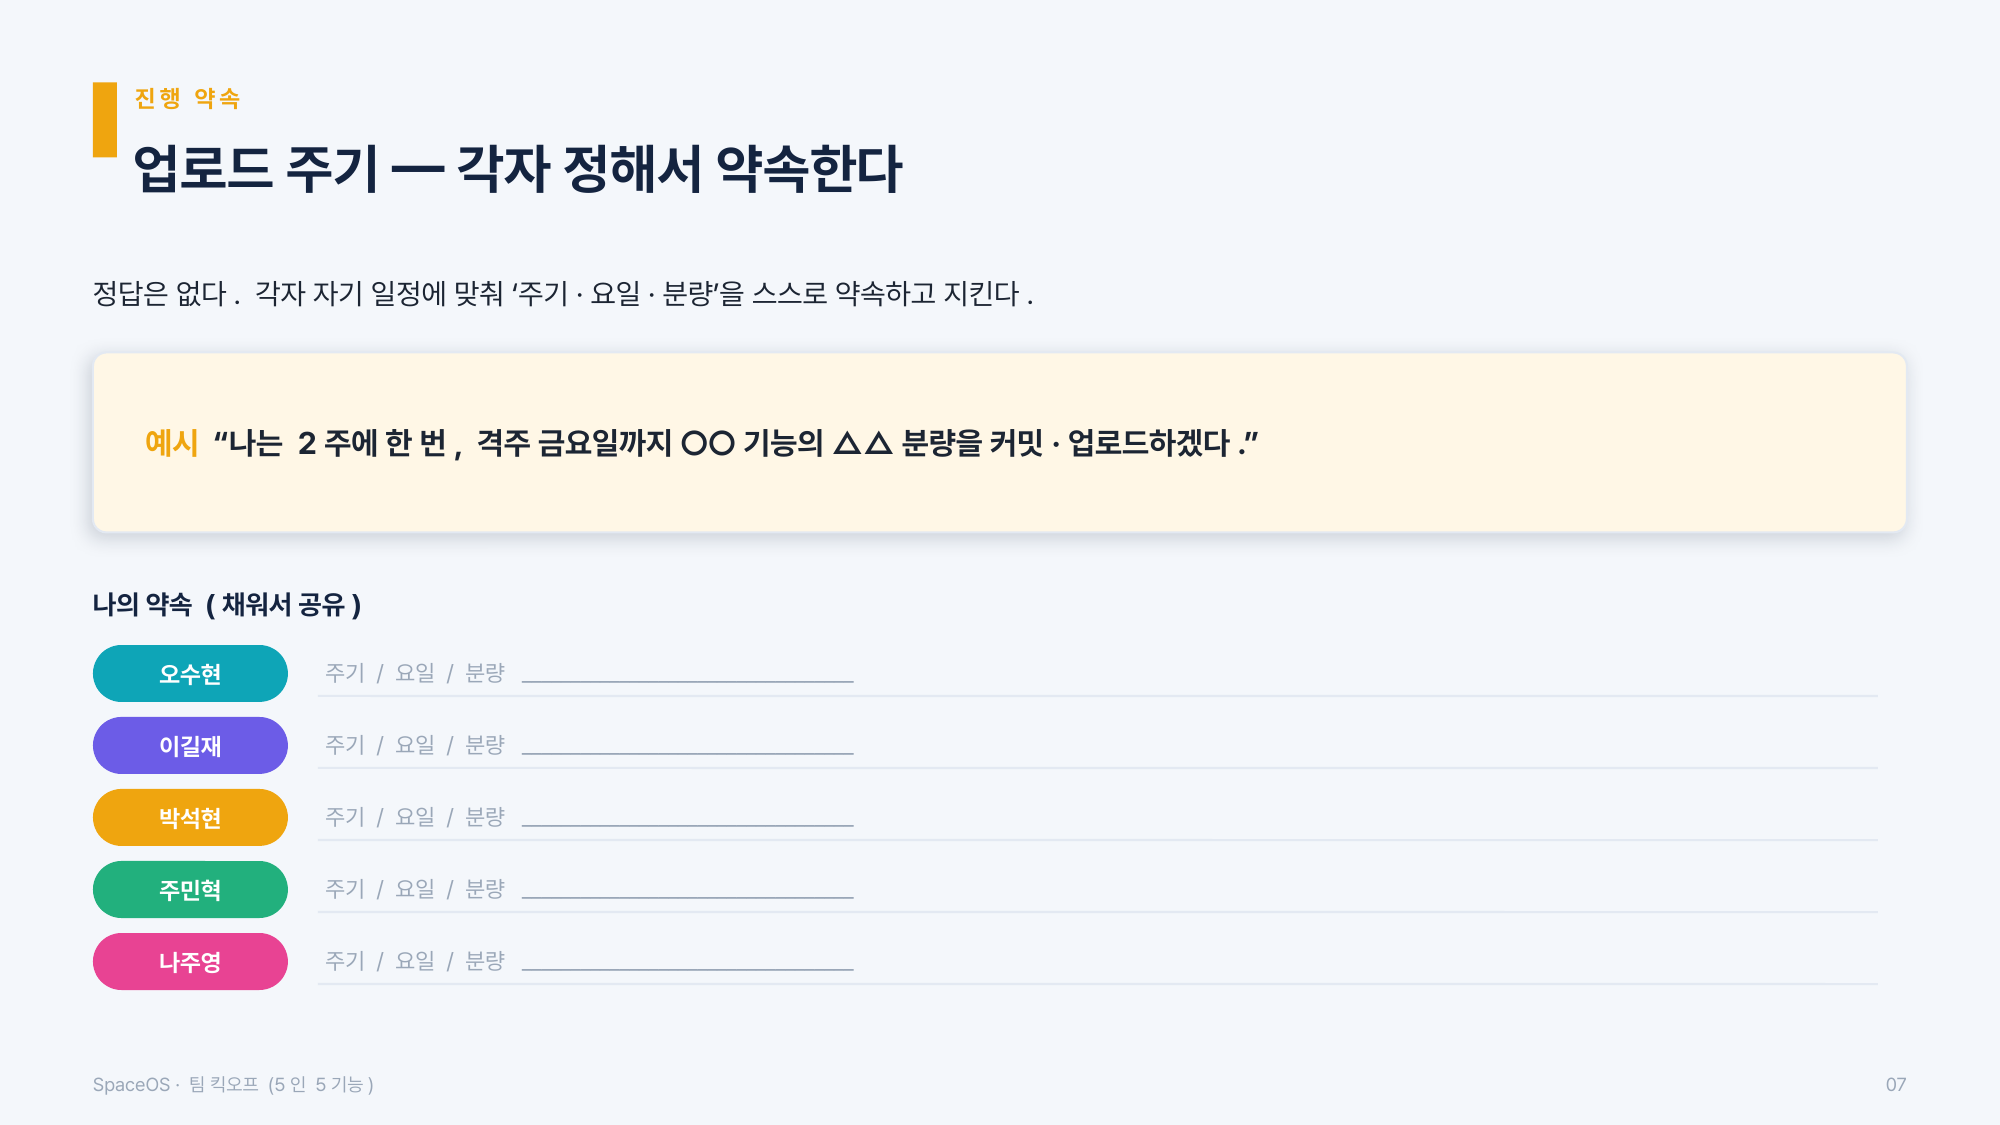 진행 약속
업로드 주기 — 각자 정해서 약속한다
정답은 없다. 각자 자기 일정에 맞춰 ‘주기 · 요일 · 분량’을 스스로 약속하고 지킨다.
예시 “나는 2주에 한 번, 격주 금요일까지 ○○ 기능의 △△ 분량을 커밋 · 업로드하겠다.”
나의 약속 (채워서 공유)
오수현 주기 / 요일 / 분량
이길재 주기 / 요일 / 분량
박석현 주기 / 요일 / 분량
주민혁 주기 / 요일 / 분량
나주영 주기 / 요일 / 분량
SpaceOS · 팀 킥오프 (5인 5기능) 07